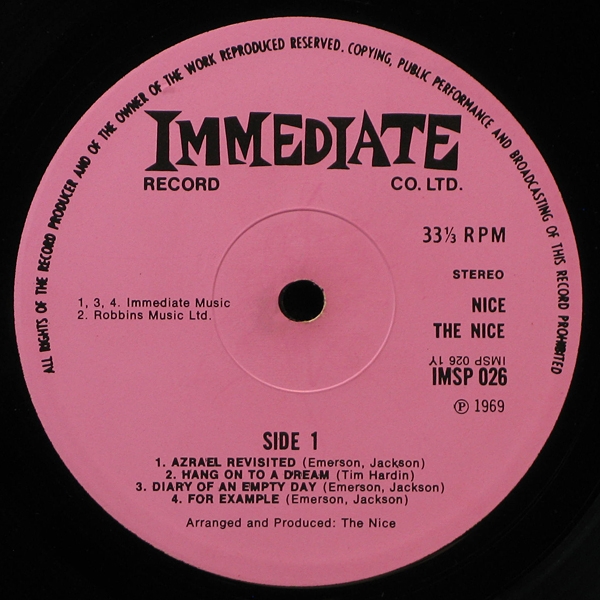 ALL RIGHTS OF THE RECORD PRODUCER AND OF THE OWNER OF THE WORK REPRODUCED RESERVED. COPYING, PUBLIC PERFORMANCE AND BROADCASTING OF THIS RECORD PROHIBITED
IMMEDIATE
RECORD CO. LTD.
33⅓ RPM
STEREO
1, 3, 4. Immediate Music
2. Robbins Music Ltd.
NICE
THE NICE
IMSP 026 1Y
IMSP 026
℗ 1969
SIDE 1
1. AZRAEL REVISITED (Emerson, Jackson)
2. HANG ON TO A DREAM (Tim Hardin)
3. DIARY OF AN EMPTY DAY (Emerson, Jackson)
4. FOR EXAMPLE (Emerson, Jackson)
Arranged and Produced: The Nice